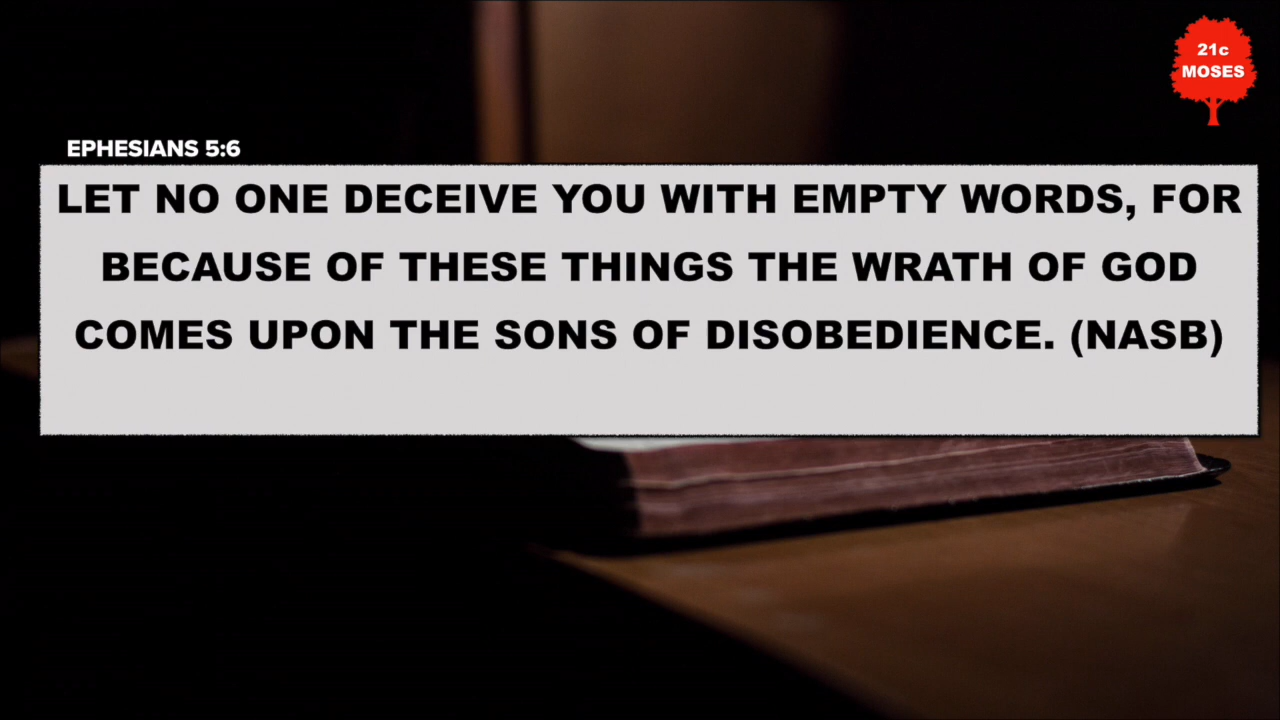 21c
MOSES
EPHESIANS 5:6
LET NO ONE DECEIVE YOU WITH EMPTY WORDS, FOR
BECAUSE OF THESE THINGS THE WRATH OF GOD
COMES UPON THE SONS OF DISOBEDIENCE. (NASB)